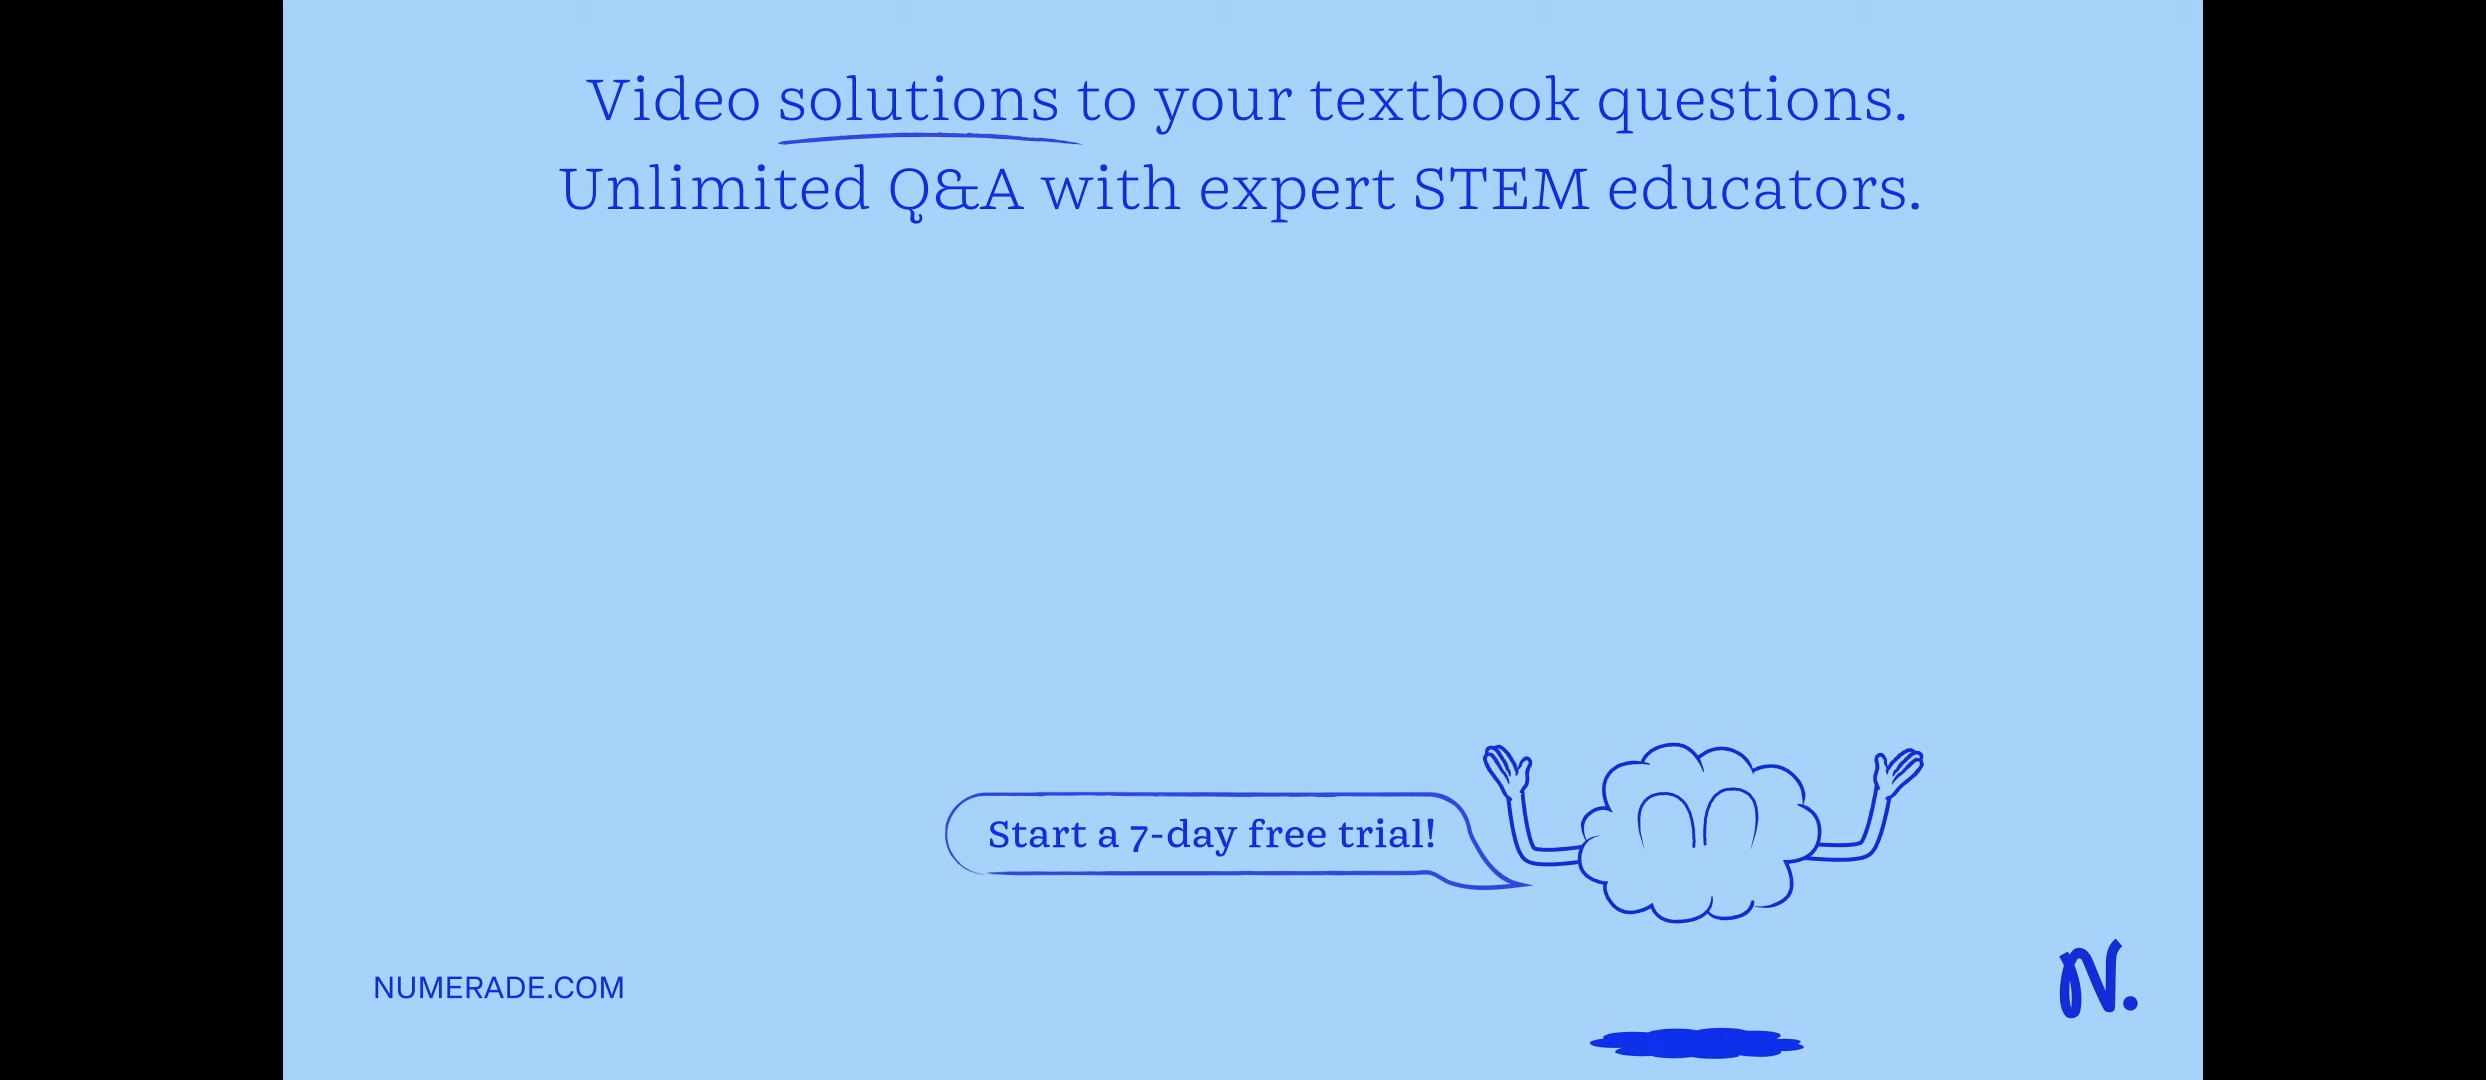 Video solutions to your textbook questions.
Unlimited Q&A with expert STEM educators.
Start a 7-day free trial!
NUMERADE.COM
N.